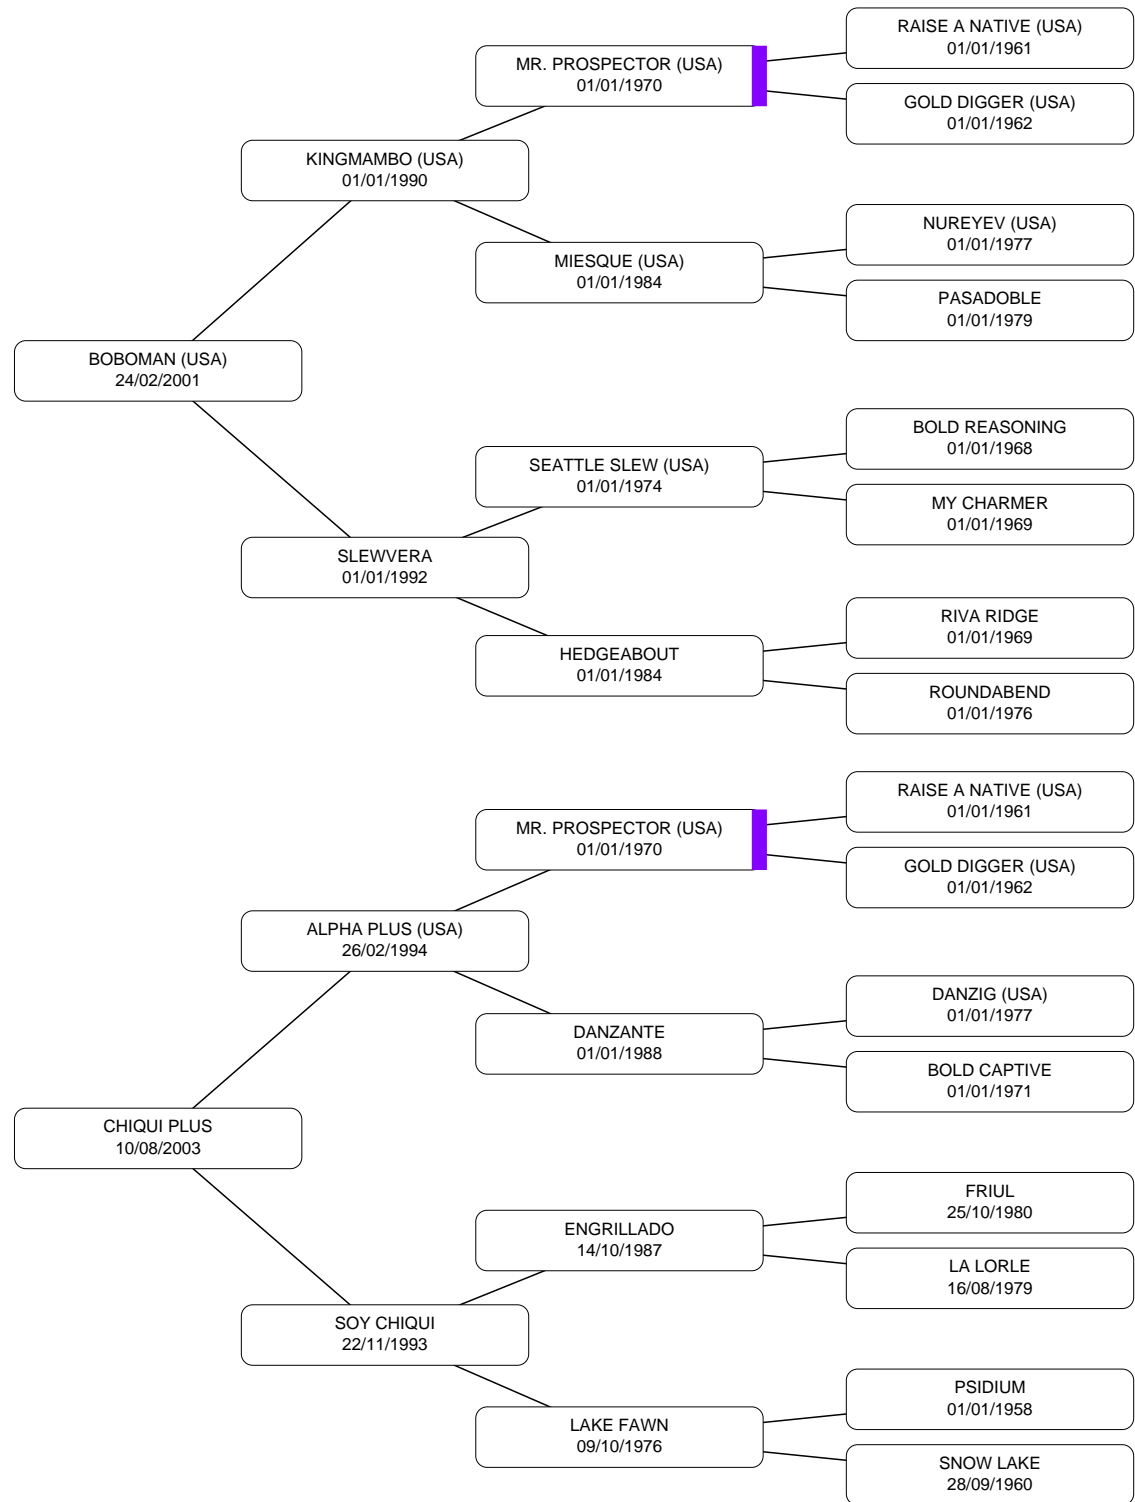 RAISE A NATIVE (USA)
01/01/1961
MR. PROSPECTOR (USA)
01/01/1970
GOLD DIGGER (USA)
01/01/1962
KINGMAMBO (USA)
01/01/1990
NUREYEV (USA)
01/01/1977
MIESQUE (USA)
01/01/1984
PASADOBLE
01/01/1979
BOBOMAN (USA)
24/02/2001
BOLD REASONING
01/01/1968
SEATTLE SLEW (USA)
01/01/1974
MY CHARMER
01/01/1969
SLEWVERA
01/01/1992
RIVA RIDGE
01/01/1969
HEDGEABOUT
01/01/1984
ROUNDABEND
01/01/1976
RAISE A NATIVE (USA)
01/01/1961
MR. PROSPECTOR (USA)
01/01/1970
GOLD DIGGER (USA)
01/01/1962
ALPHA PLUS (USA)
26/02/1994
DANZIG (USA)
01/01/1977
DANZANTE
01/01/1988
BOLD CAPTIVE
01/01/1971
CHIQUI PLUS
10/08/2003
FRIUL
25/10/1980
ENGRILLADO
14/10/1987
LA LORLE
16/08/1979
SOY CHIQUI
22/11/1993
PSIDIUM
01/01/1958
LAKE FAWN
09/10/1976
SNOW LAKE
28/09/1960